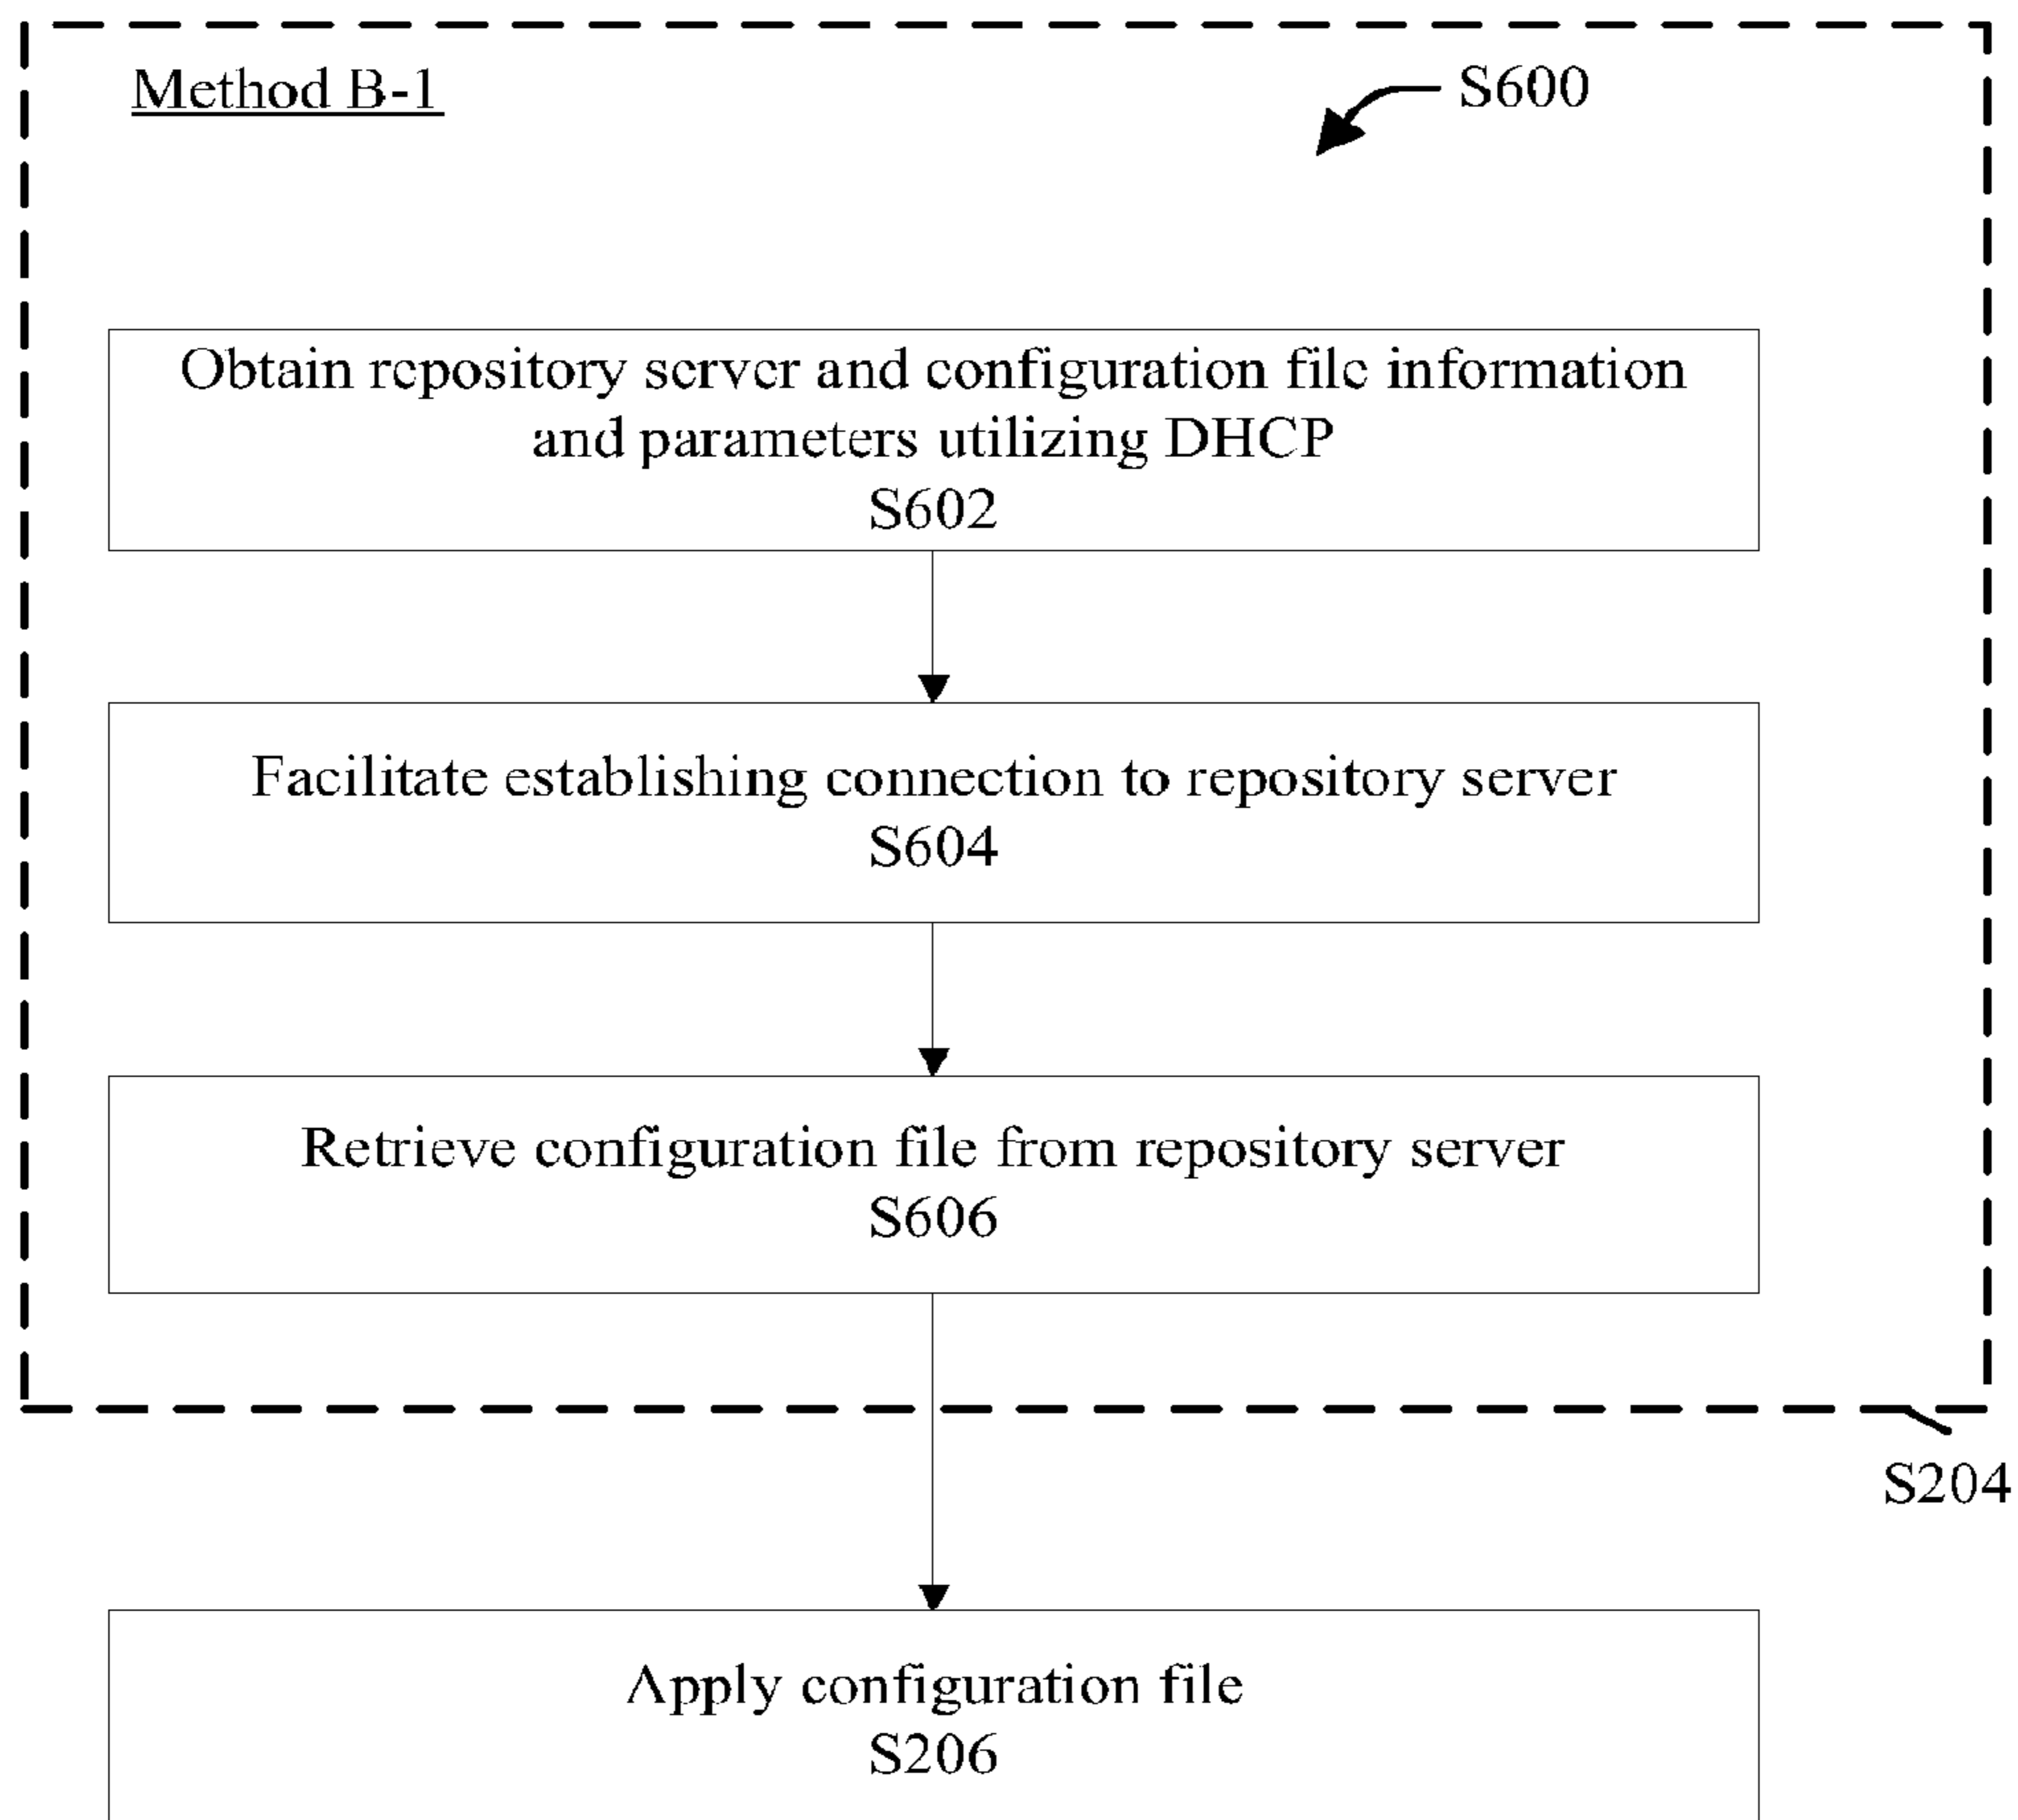 Method B-1
S600
Obtain repository server and configuration file information
and parameters utilizing DHCP
S602
Facilitate establishing connection to repository server
S604
Retrieve configuration file from repository server
S606
S204
Apply configuration file
S206